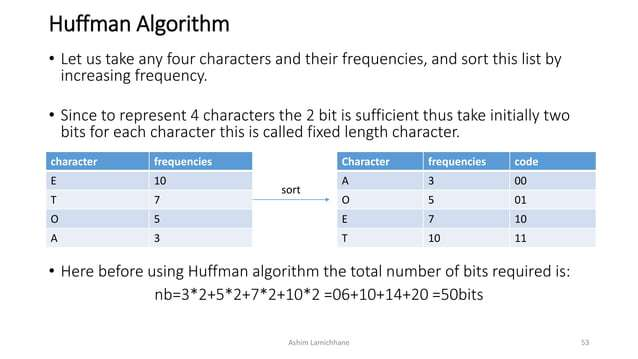 Huffman Algorithm
• Let us take any four characters and their frequencies, and sort this list by
increasing frequency.
• Since to represent 4 characters the 2 bit is sufficient thus take initially two
bits for each character this is called fixed length character.
character frequencies
E 10
T 7
O 5
A 3
sort
Character frequencies code
A 3 00
O 5 01
E 7 10
T 10 11
• Here before using Huffman algorithm the total number of bits required is:
nb=3*2+5*2+7*2+10*2 =06+10+14+20 =50bits
Ashim Lamichhane
53